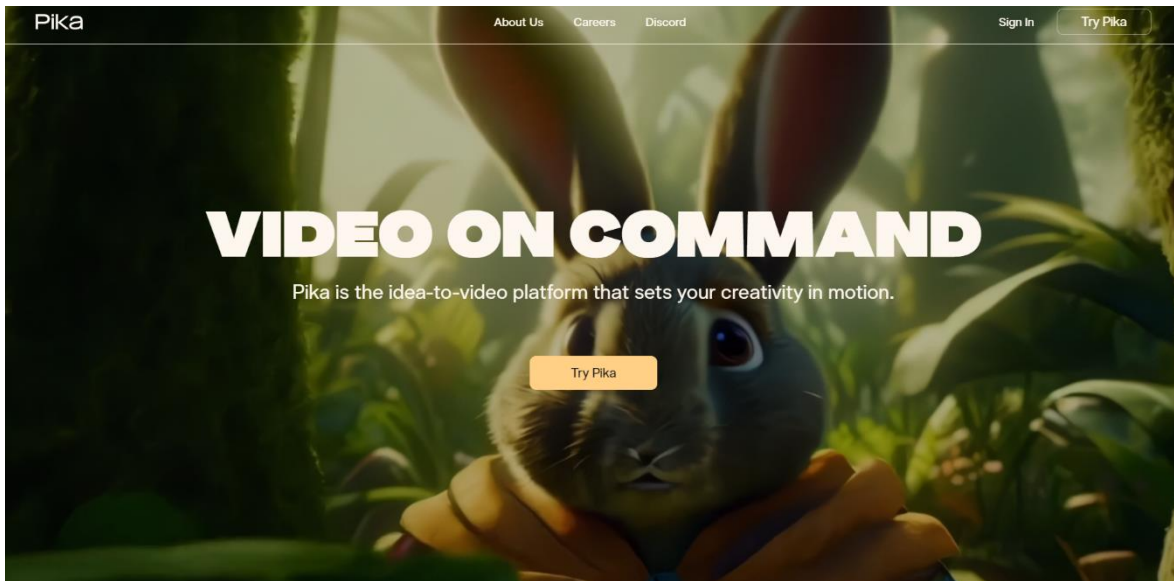 Pika
About Us Careers Discord
Sign In Try Pika
VIDEO ON COMMAND
Pika is the idea-to-video platform that sets your creativity in motion.
Try Pika